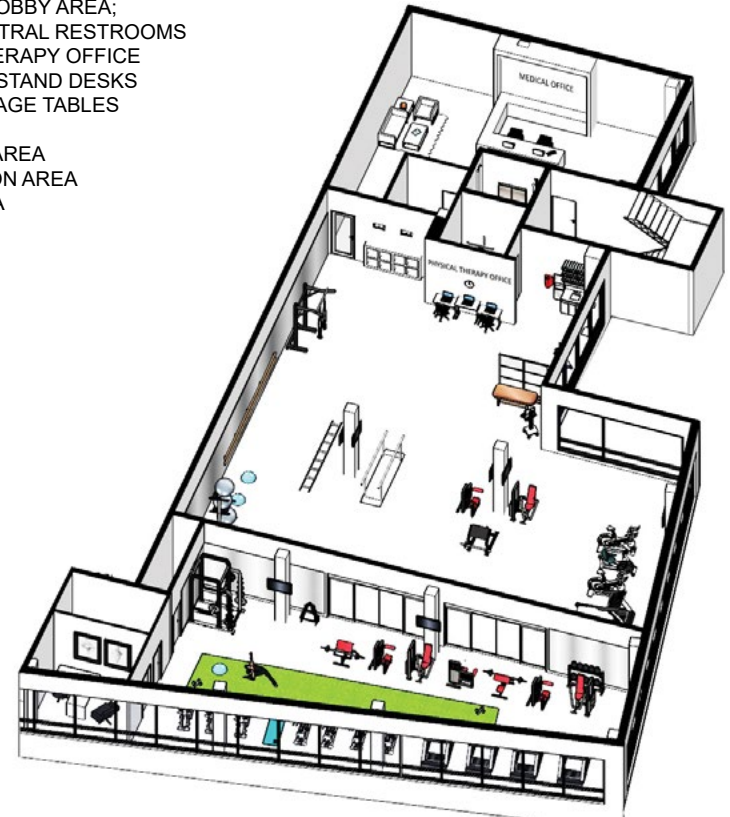 OBBY AREA;
TRAL RESTROOMS
ERAPY OFFICE
STAND DESKS
AGE TABLES
AREA
ON AREA
A
MEDICAL OFFICE
PHYSICAL THERAPY OFFICE